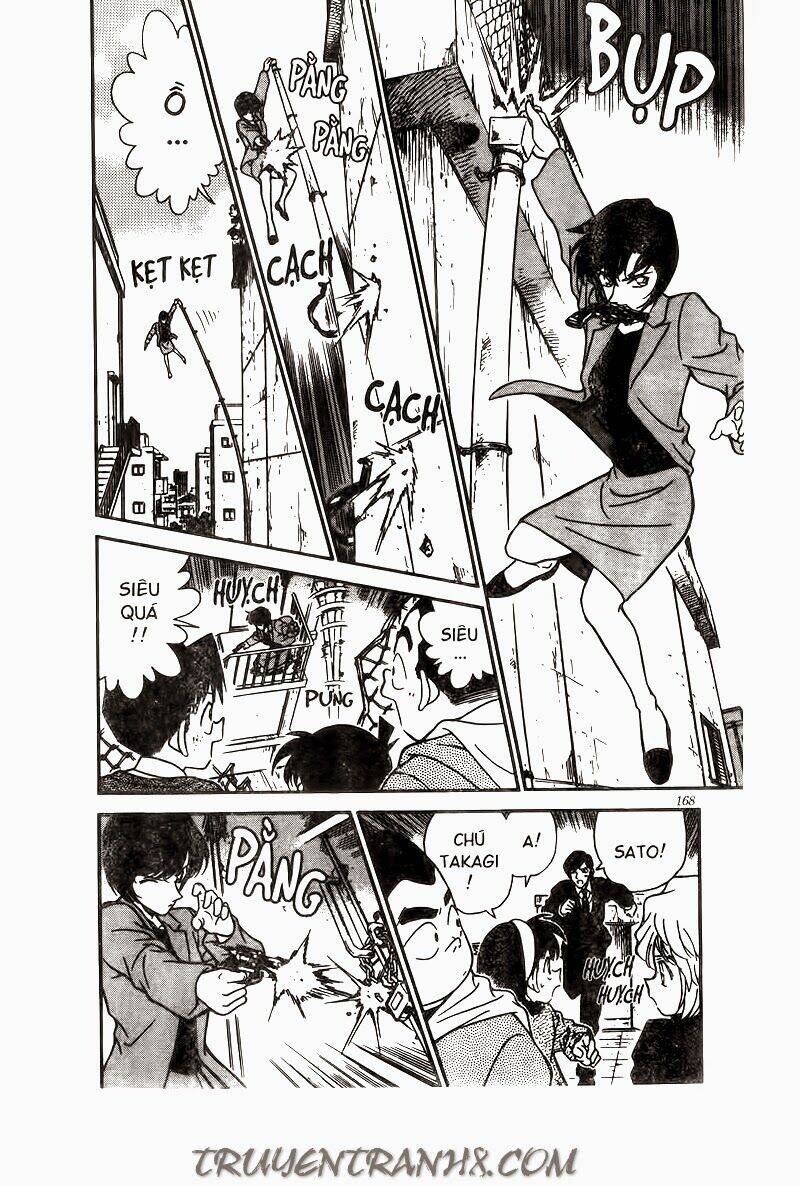 BỤP
PẰNG
PẰNG
CẠCH
CẠCH
Ồ
...
KẸT KẸT
SIÊU
...
HUỴCH
PƯNG
SIÊU
QUÁ
!!
168
SATO!
A!
CHÚ
TAKAGI
HUỴCH
HUỴCH
PẰNG
TRUYENTRANH8.COM